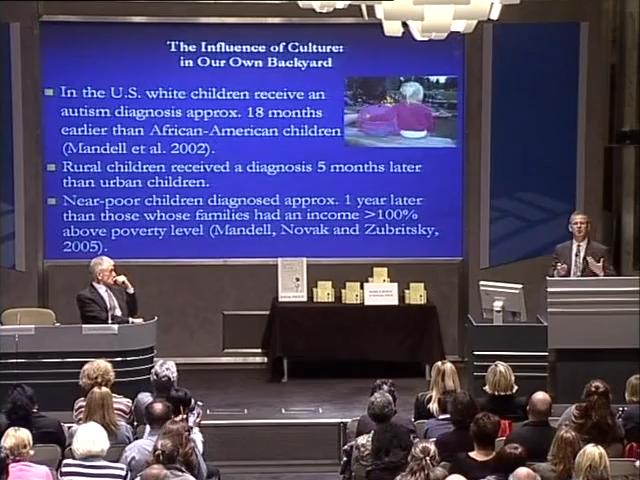 The Influence of Culture:
in Our Own Backyard
In the U.S. white children receive an
autism diagnosis approx. 18 months
earlier than African-American children
(Mandell et al. 2002).
Rural children received a diagnosis 5 months later
than urban children.
Near-poor children diagnosed approx. 1 year later
than those whose families had an income >100%
above poverty level (Mandell, Novak and Zubritsky,
2005).